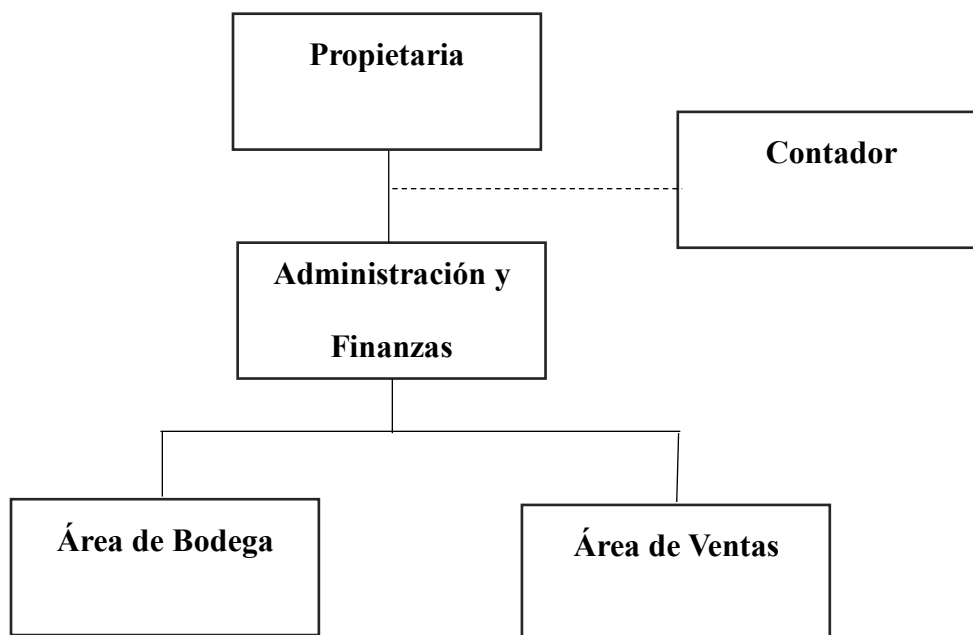 Propietaria
Contador
Administración y
Finanzas
Área de Bodega
Área de Ventas